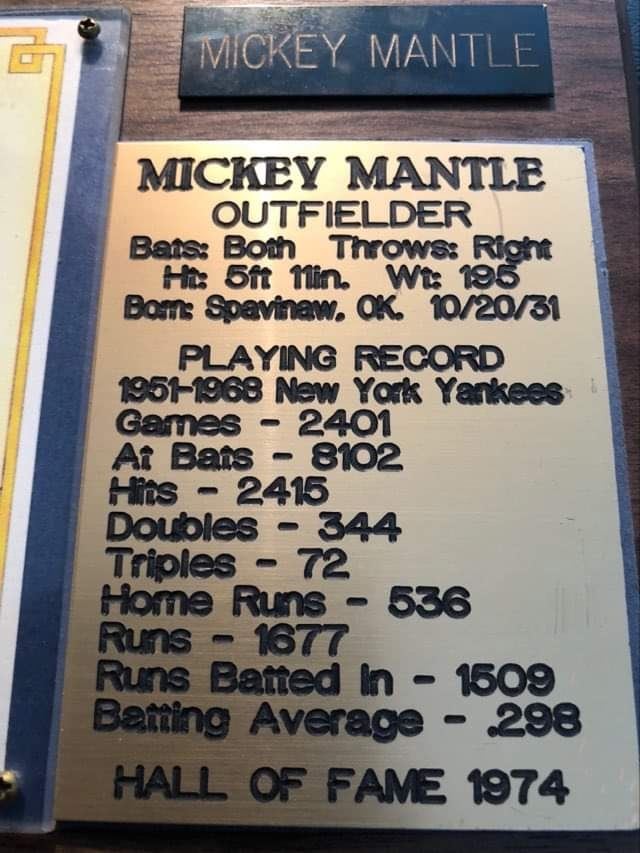 MICKEY MANTLE
MICKEY MANTLE
OUTFIELDER
Bats: Both Throws: Right
Ht: 5ft 11in. Wt: 195
Born: Spavinaw, OK. 10/20/31
PLAYING RECORD
1951-1968 New York Yankees
Games - 2401
At Bats - 8102
Hits - 2415
Doubles - 344
Triples - 72
Home Runs - 536
Runs - 1677
Runs Batted In - 1509
Batting Average - .298
HALL OF FAME 1974